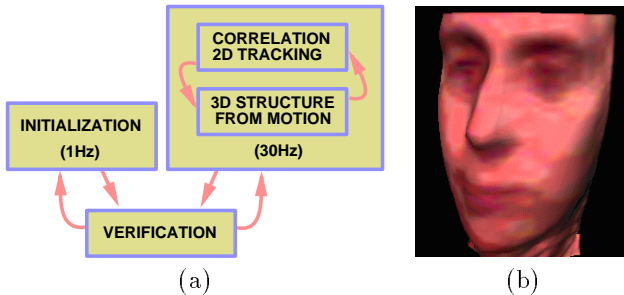 CORRELATION
2D TRACKING
3D STRUCTURE
FROM MOTION
(30Hz)
INITIALIZATION
(1Hz)
VERIFICATION
(a)
(b)